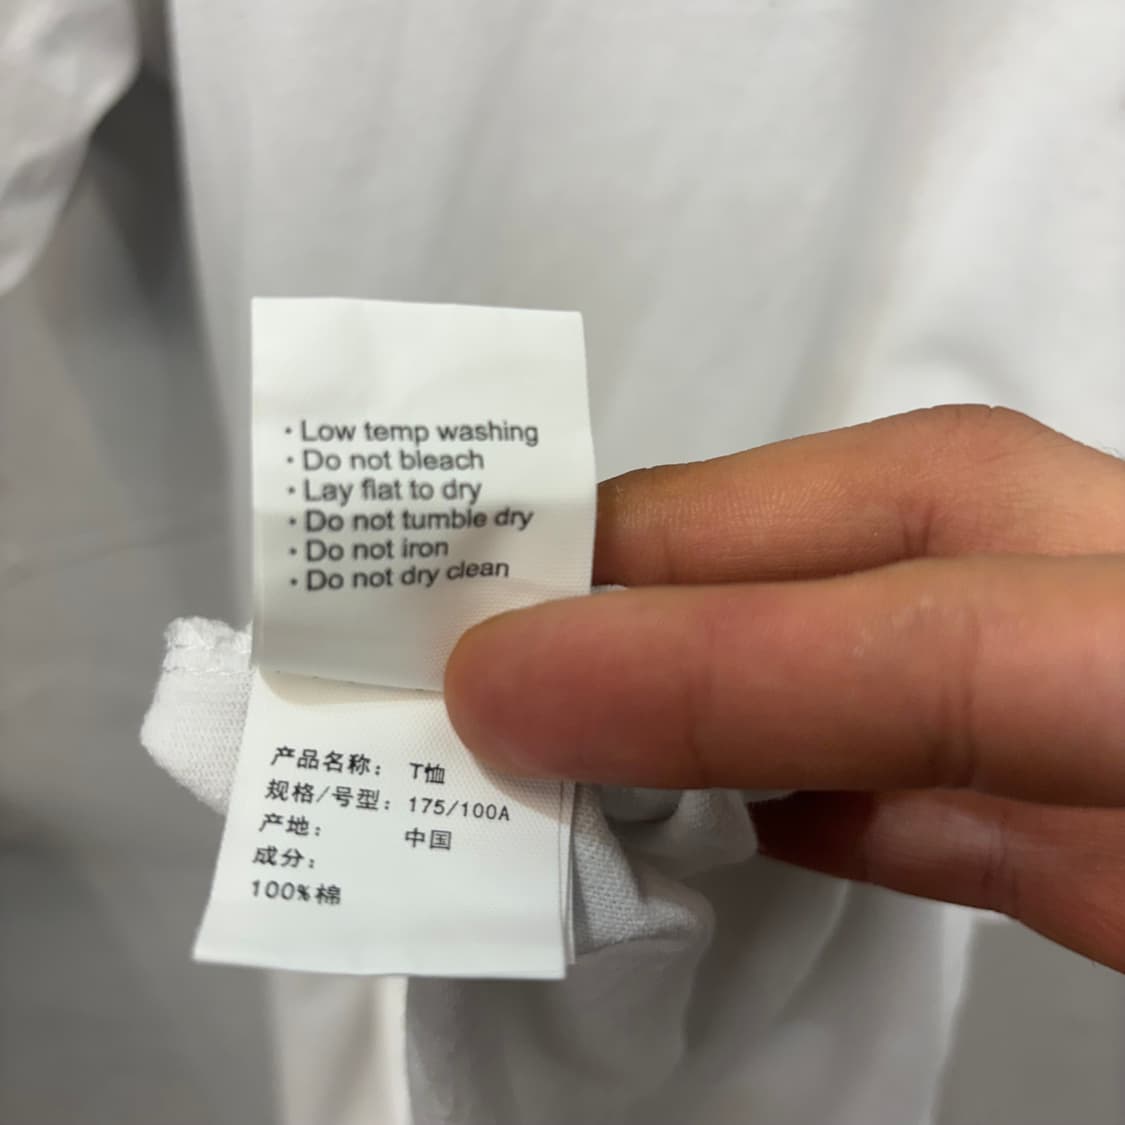 • Low temp washing
• Do not bleach
• Lay flat to dry
• Do not tumble dry
• Do not iron
• Do not dry clean
产品名称： T恤
规格/号型：175/100A
产地： 中国
成分：
100%棉